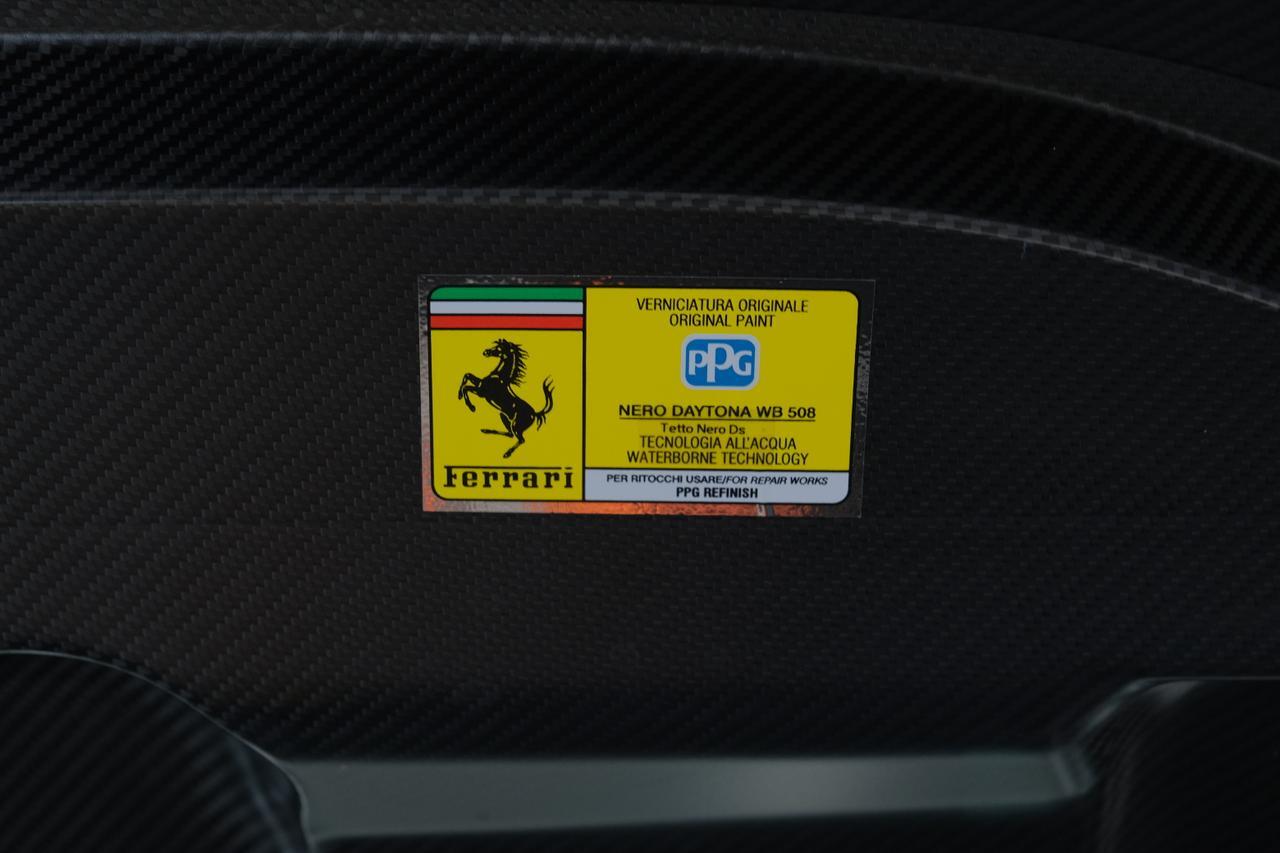 Ferrari
VERNICIATURA ORIGINALE
ORIGINAL PAINT
PPG
NERO DAYTONA WB 508
Tetto Nero Ds
TECNOLOGIA ALL'ACQUA
WATERBORNE TECHNOLOGY
PER RITOCCHI USARE/FOR REPAIR WORKS
PPG REFINISH